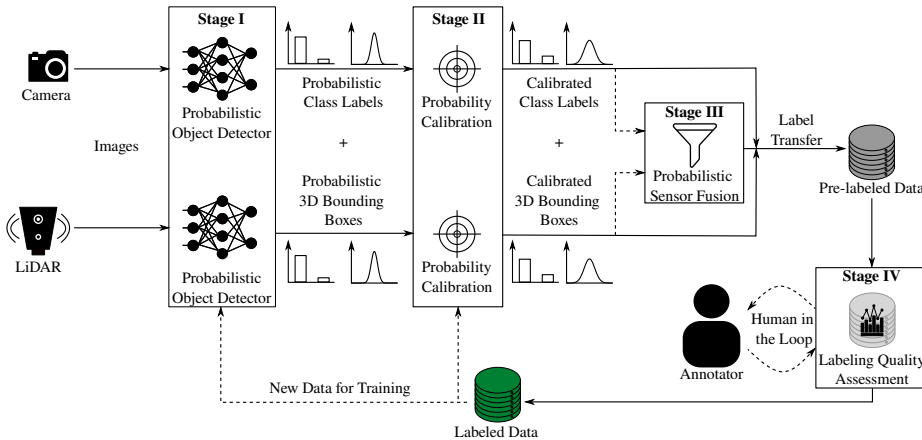 Stage I
Stage II
Camera
Probabilistic
Object Detector
Probabilistic
Class Labels
Probability
Calibration
Calibrated
Class Labels
Stage III
Probabilistic
Sensor Fusion
Label
Transfer
Pre-labeled Data
Images
+
+
LiDAR
Probabilistic
3D Bounding
Boxes
Calibrated
3D Bounding
Boxes
Probabilistic
Object Detector
Probability
Calibration
Stage IV
Labeling Quality
Assessment
Human in
the Loop
Annotator
New Data for Training
Labeled Data